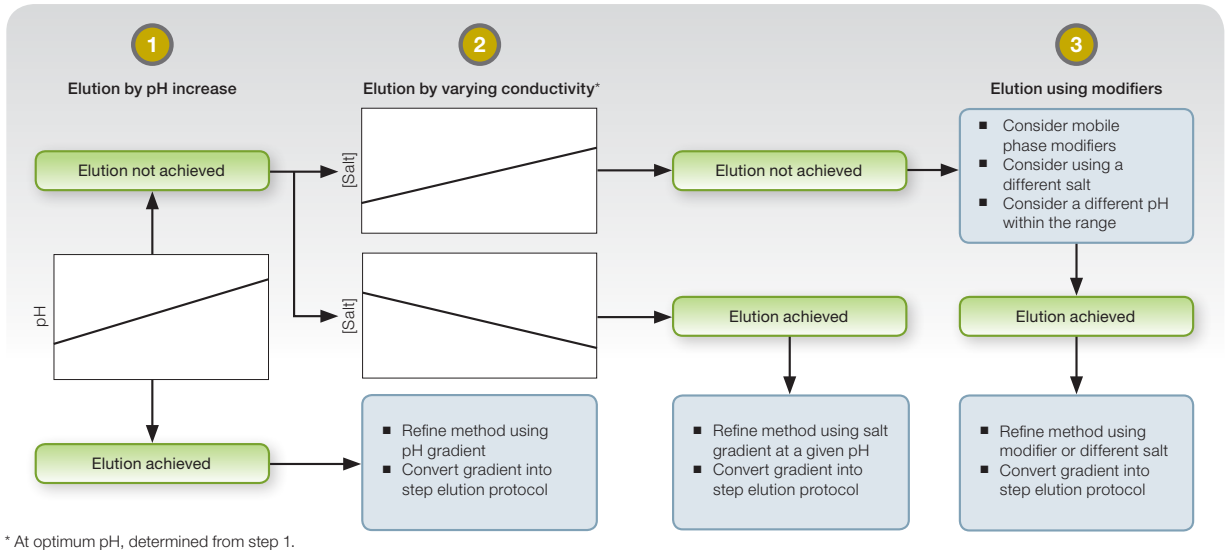 1
Elution by pH increase
Elution not achieved
pH
Elution achieved
2
Elution by varying conductivity*
[Salt]
[Salt]
■ Refine method using
pH gradient
■ Convert gradient into
step elution protocol
Elution not achieved
Elution achieved
■ Refine method using salt
gradient at a given pH
■ Convert gradient into
step elution protocol
3
Elution using modifiers
■ Consider mobile
phase modifiers
■ Consider using a
different salt
■ Consider a different pH
within the range
Elution achieved
■ Refine method using
modifier or different salt
■ Convert gradient into
step elution protocol
* At optimum pH, determined from step 1.